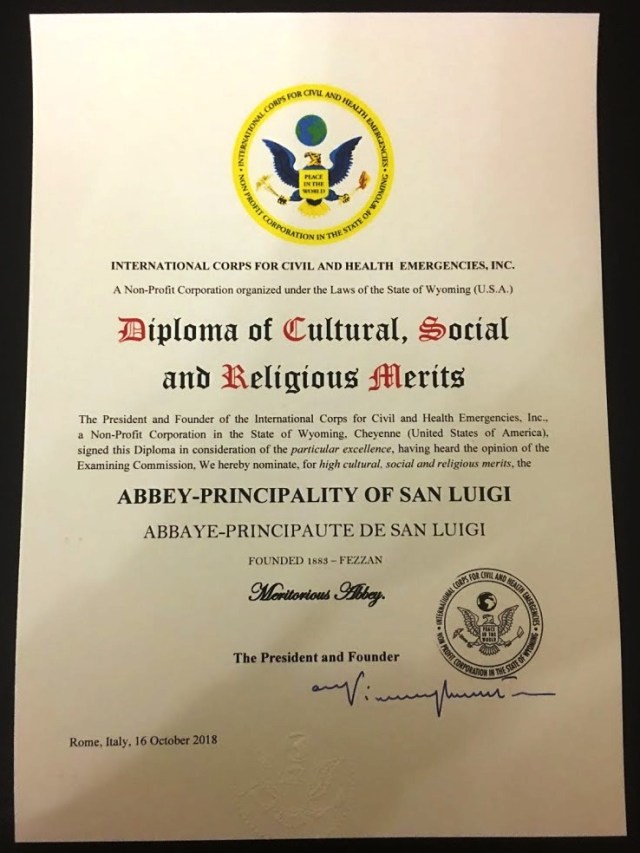 INTERNATIONAL CORPS FOR CIVIL AND HEALTH EMERGENCIES
NON PROFIT CORPORATION IN THE STATE OF WYOMING
PEACE
IN THE
WORLD
INTERNATIONAL CORPS FOR CIVIL AND HEALTH EMERGENCIES, INC.
A Non-Profit Corporation organized under the Laws of the State of Wyoming (U.S.A.)
Diploma of Cultural, Social
and Religious Merits
The President and Founder of the International Corps for Civil and Health Emergencies, Inc.,
a Non-Profit Corporation in the State of Wyoming, Cheyenne (United States of America),
signed this Diploma in consideration of the particular excellence, having heard the opinion of the
Examining Commission, We hereby nominate, for high cultural, social and religious merits, the
ABBEY-PRINCIPALITY OF SAN LUIGI
ABBAYE-PRINCIPAUTE DE SAN LUIGI
FOUNDED 1883 – FEZZAN
Meritorious Abbey.
INTERNATIONAL CORPS FOR CIVIL AND HEALTH EMERGENCIES
NON PROFIT CORPORATION IN THE STATE OF WYOMING
PEACE
IN THE
WORLD
The President and Founder
Rome, Italy, 16 October 2018